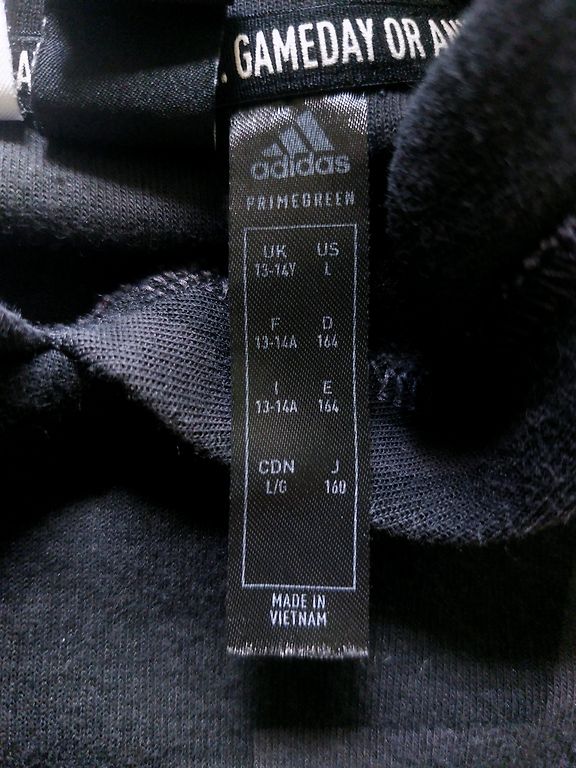 . GAMEDAY OR
adidas
PRIMEGREEN
UK US
13-14Y L
F D
13-14A 164
I E
13-14A 164
CDN J
L/G 160
MADE IN
VIETNAM